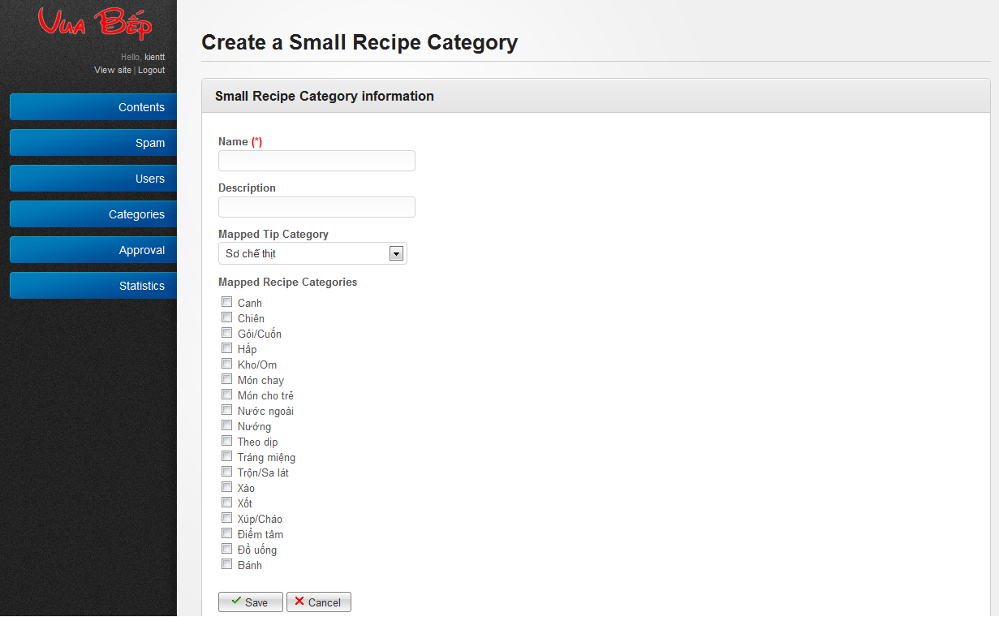 Vua Bếp
Hello, kientt
View site | Logout
Contents
Spam
Users
Categories
Approval
Statistics
Create a Small Recipe Category
Small Recipe Category information
Name (*)
Description
Mapped Tip Category
Sơ chế thịt
Mapped Recipe Categories
Canh
Chiên
Gỏi/Cuốn
Hấp
Kho/Om
Món chay
Món cho trẻ
Nước ngoài
Nướng
Theo dịp
Tráng miệng
Trộn/Sa lát
Xào
Xốt
Xúp/Cháo
Điểm tâm
Đồ uống
Bánh
Save
Cancel